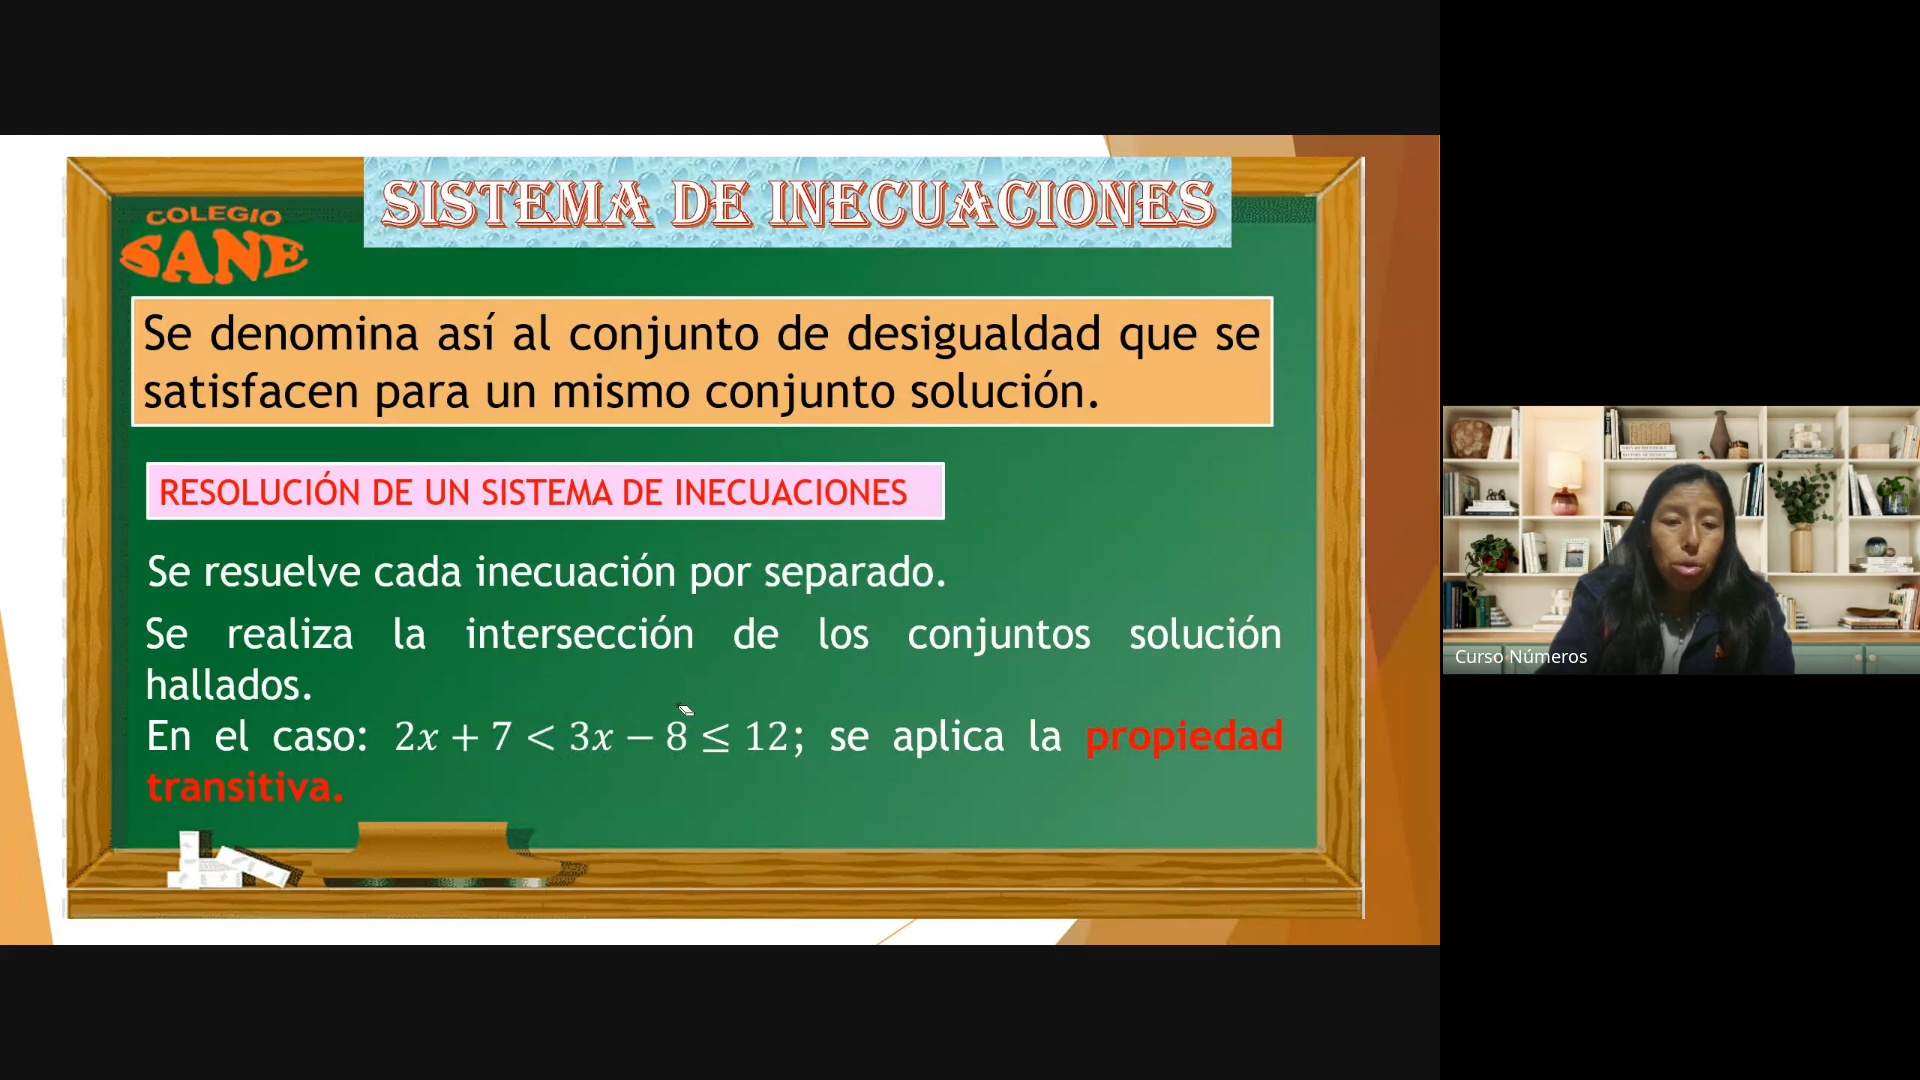 SISTEMA DE INECUACIONES
COLEGIO
SANE
Se denomina así al conjunto de desigualdad que se
satisfacen para un mismo conjunto solución.
RESOLUCIÓN DE UN SISTEMA DE INECUACIONES
Se resuelve cada inecuación por separado.
Se realiza la intersección de los conjuntos solución
hallados.
En el caso: 2x + 7 < 3x − 8 ≤ 12; se aplica la propiedad
transitiva.
Curso Números